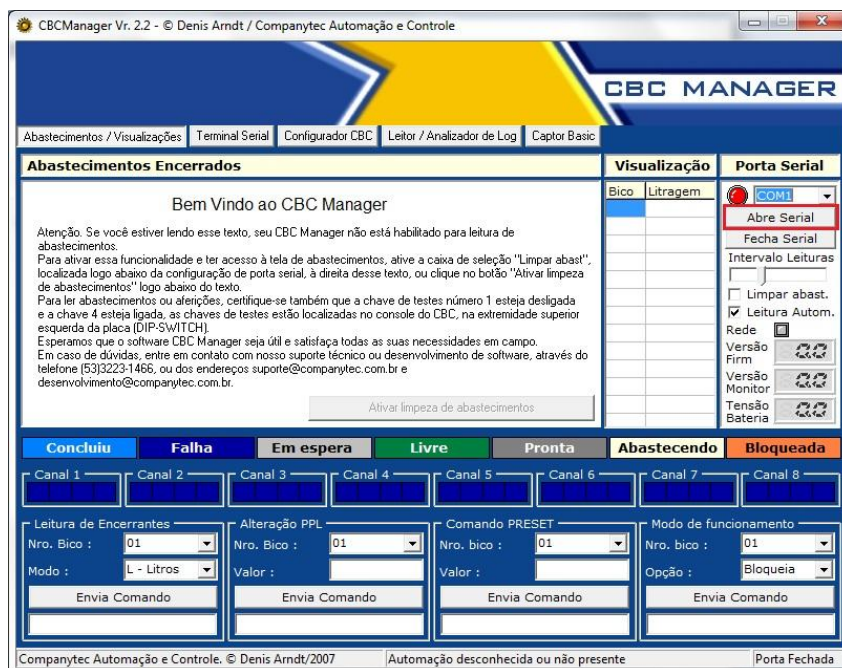 CBCManager Vr. 2.2 - © Denis Arndt / Companytec Automação e Controle
CBC MANAGER
Abastecimentos / Visualizações
Terminal Serial
Configurador CBC
Leitor / Analizador de Log
Captor Basic
Abastecimentos Encerrados
Bem Vindo ao CBC Manager
Atenção. Se você estiver lendo esse texto, seu CBC Manager não está habilitado para leitura de
abastecimentos.
Para ativar essa funcionalidade e ter acesso à tela de abastecimentos, ative a caixa de seleção "Limpar abast",
localizada logo abaixo da configuração de porta serial, à direita desse texto, ou clique no botão "Ativar limpeza
de abastecimentos" logo abaixo do texto.
Para ler abastecimentos ou aferições, certifique-se também que a chave de testes número 1 esteja desligada
e a chave 4 esteja ligada, as chaves de testes estão localizadas no console do CBC, na extremidade superior
esquerda da placa (DIP-SWITCH).
Esperamos que o software CBC Manager seja útil e satisfaça todas as suas necessidades em campo.
Em caso de dúvidas, entre em contato com nosso suporte técnico ou desenvolvimento de software, através do
telefone (53)3223-1466, ou dos endereços suporte@companytec.com.br e
desenvolvimento@companytec.com.br.
Ativar limpeza de abastecimentos
Visualização
Bico Litragem
Porta Serial
COM1
Abre Serial
Fecha Serial
Intervalo Leituras
Limpar abast.
Leitura Autom.
Rede
Versão
Firm
Versão
Monitor
Tensão
Bateria
Concluiu
Falha
Em espera
Livre
Pronta
Abastecendo
Bloqueada
Canal 1
Canal 2
Canal 3
Canal 4
Canal 5
Canal 6
Canal 7
Canal 8
Leitura de Encerrantes
Nro. Bico : 01
Modo : L - Litros
Envia Comando
Alteração PPL
Nro. Bico : 01
Valor :
Envia Comando
Comando PRESET
Nro. bico : 01
Valor :
Envia Comando
Modo de funcionamento
Nro. bico : 01
Opção : Bloqueia
Envia Comando
Companytec Automação e Controle. © Denis Arndt/2007
Automação desconhecida ou não presente
Porta Fechada